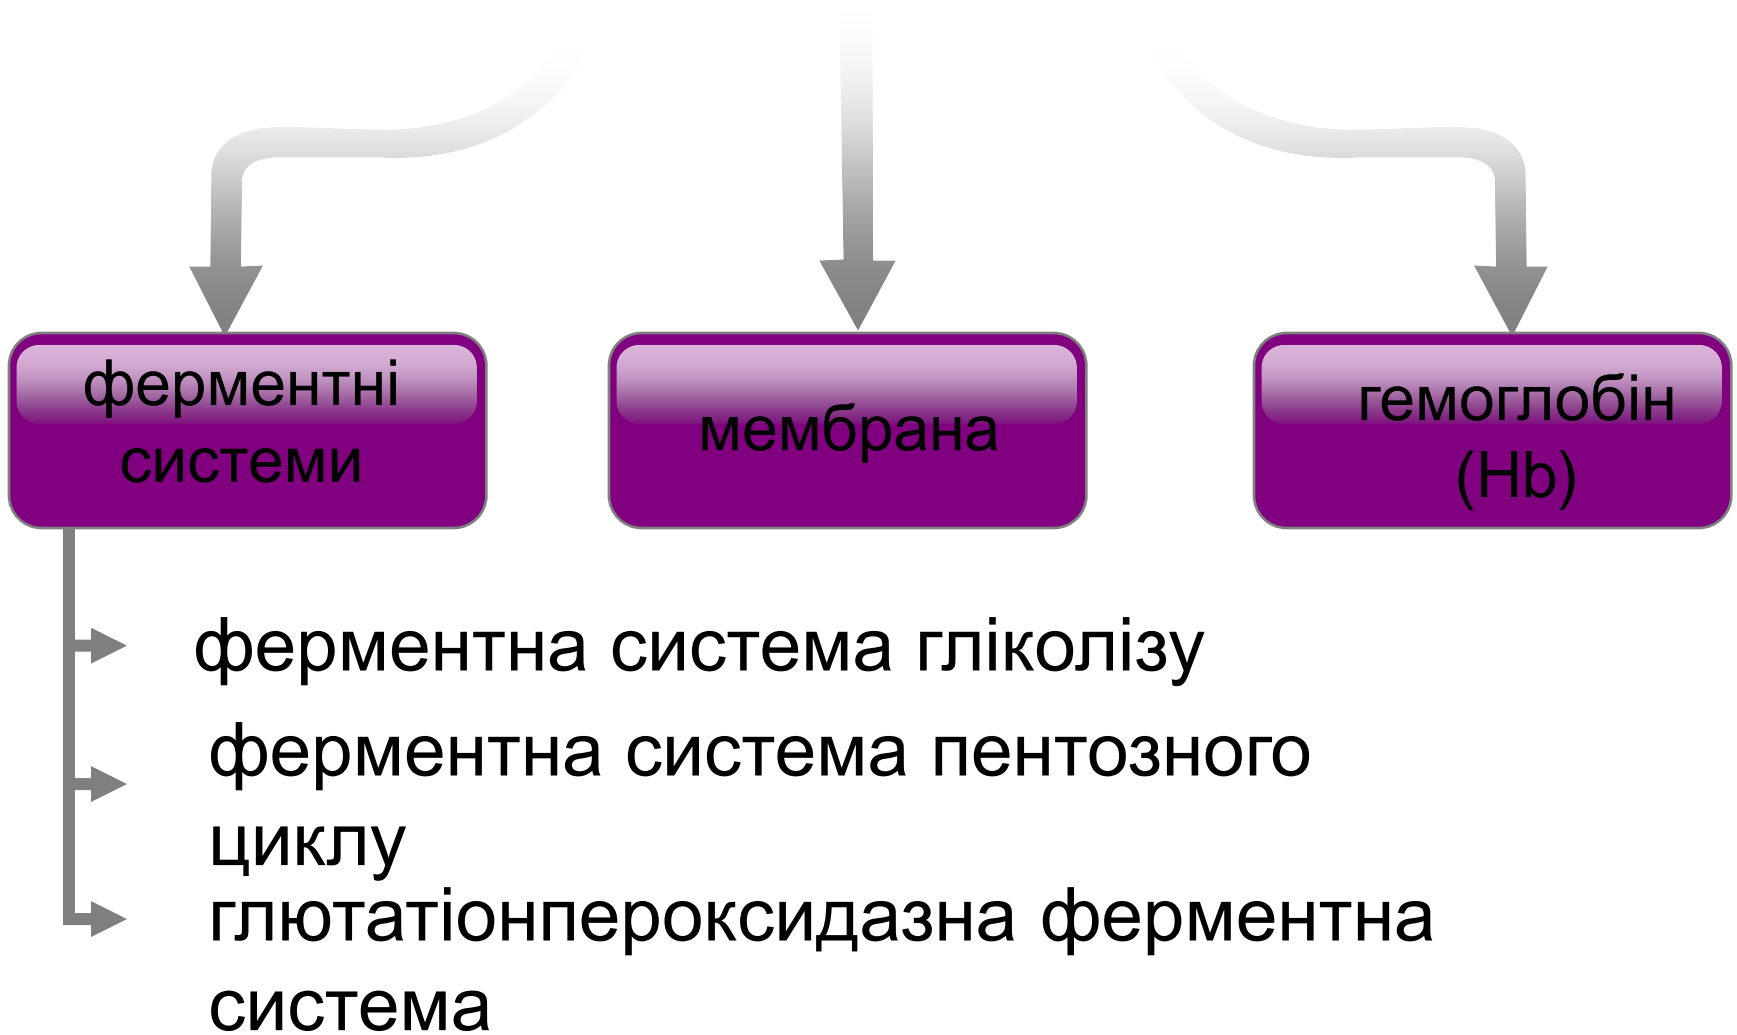 ферментні
системи
мембрана
гемоглобін
(Hb)
ферментна система гліколізу
ферментна система пентозного
циклу
глютатіонпероксидазна ферментна
система